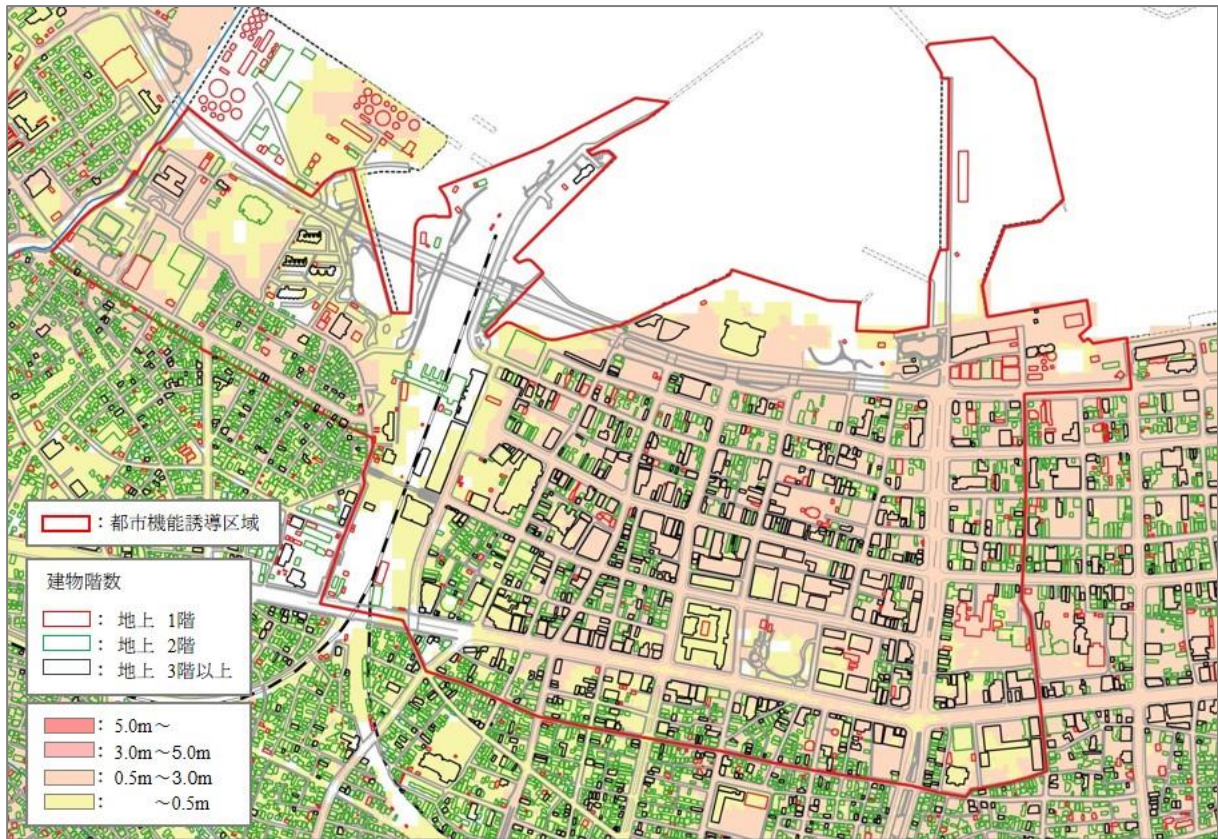 ：都市機能誘導区域
建物階数
：地上 1階
：地上 2階
：地上 3階以上
：5.0m～
：3.0m～5.0m
：0.5m～3.0m
：～0.5m